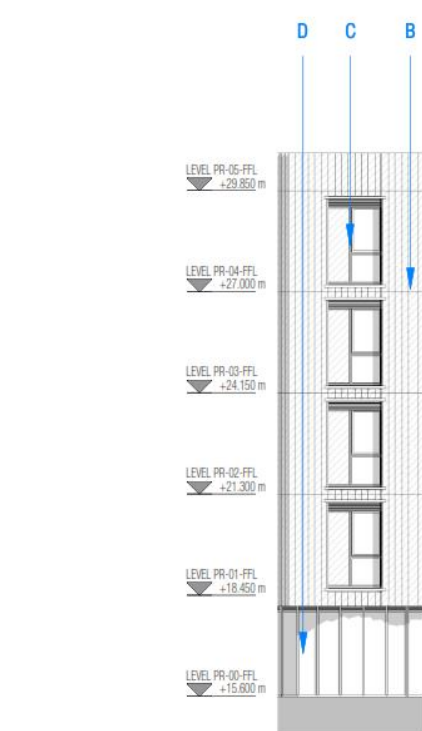 D C B
LEVEL PR-05-FFL
+29.850 m
LEVEL PR-04-FFL
+27.000 m
LEVEL PR-03-FFL
+24.150 m
LEVEL PR-02-FFL
+21.300 m
LEVEL PR-01-FFL
+18.450 m
LEVEL PR-00-FFL
+15.600 m